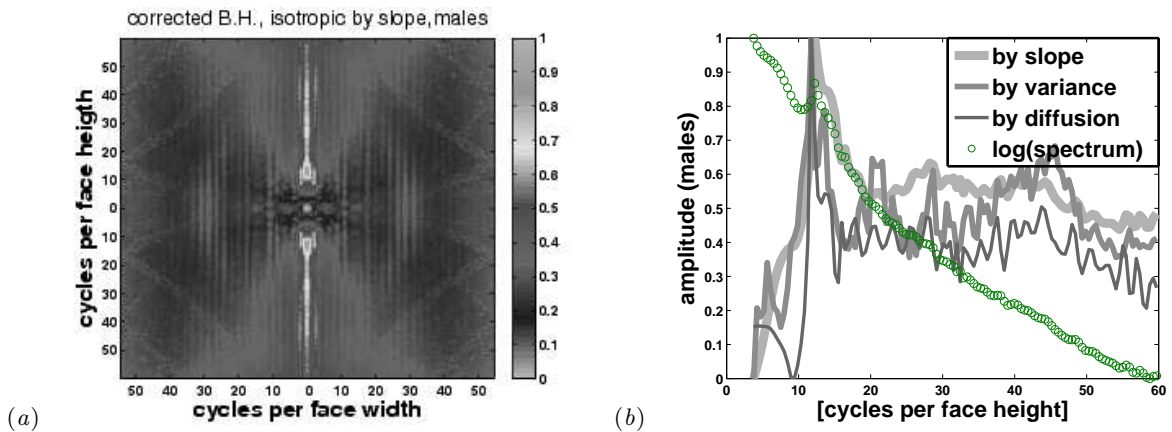 corrected B.H., isotropic by slope, males
50
40
30
20
10
0
10
20
30
40
50
cycles per face heigth
50 40 30 20 10 0 10 20 30 40 50
cycles per face width
1
0.9
0.8
0.7
0.6
0.5
0.4
0.3
0.2
0.1
0
(a)
1
0.9
0.8
0.7
0.6
0.5
0.4
0.3
0.2
0.1
0
amplitude (males)
by slope
by variance
by diffusion
log(spectrum)
0 10 20 30 40 50 60
[cycles per face height]
(b)